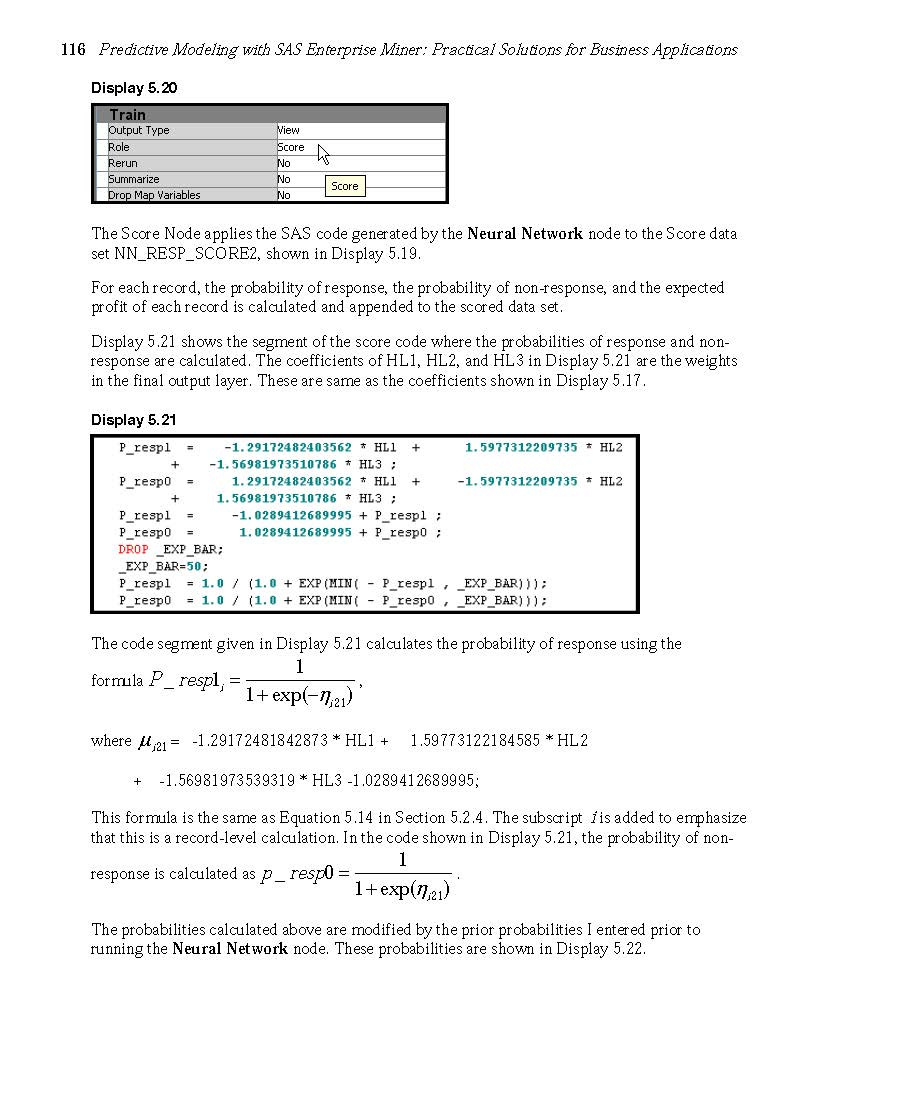 116 Predictive Modeling with SAS Enterprise Miner: Practical Solutions for Business Applications
Display 5.20
Train
Output Type View
Role Score
Rerun No
Summarize No
Drop Map Variables No
Score
The Score Node applies the SAS code generated by the Neural Network node to the Score data
set NN_RESP_SCORE2, shown in Display 5.19.
For each record, the probability of response, the probability of non-response, and the expected
profit of each record is calculated and appended to the scored data set.
Display 5.21 shows the segment of the score code where the probabilities of response and non-
response are calculated. The coefficients of HL1, HL2, and HL3 in Display 5.21 are the weights
in the final output layer. These are same as the coefficients shown in Display 5.17.
Display 5.21
P_resp1 = -1.29172482403562 * HL1 + 1.5977312209735 * HL2
+ -1.56981973510786 * HL3 ;
P_resp0 = 1.29172482403562 * HL1 + -1.5977312209735 * HL2
+ 1.56981973510786 * HL3 ;
P_resp1 = -1.0289412689995 + P_resp1 ;
P_resp0 = 1.0289412689995 + P_resp0 ;
DROP _EXP_BAR;
_EXP_BAR=50;
P_resp1 = 1.0 / (1.0 + EXP(MIN( - P_resp1 , _EXP_BAR)));
P_resp0 = 1.0 / (1.0 + EXP(MIN( - P_resp0 , _EXP_BAR)));
The code segment given in Display 5.21 calculates the probability of response using the
formula P_resp1i = 1 / 1+exp(−ηi21) ,
where μi21 = -1.29172481842873 * HL1 + 1.59773122184585 * HL2
+ -1.56981973539319 * HL3 -1.0289412689995;
This formula is the same as Equation 5.14 in Section 5.2.4. The subscript i is added to emphasize
that this is a record-level calculation. In the code shown in Display 5.21, the probability of non-
response is calculated as p_resp0 = 1 / 1+exp(ηi21) .
The probabilities calculated above are modified by the prior probabilities I entered prior to
running the Neural Network node. These probabilities are shown in Display 5.22.